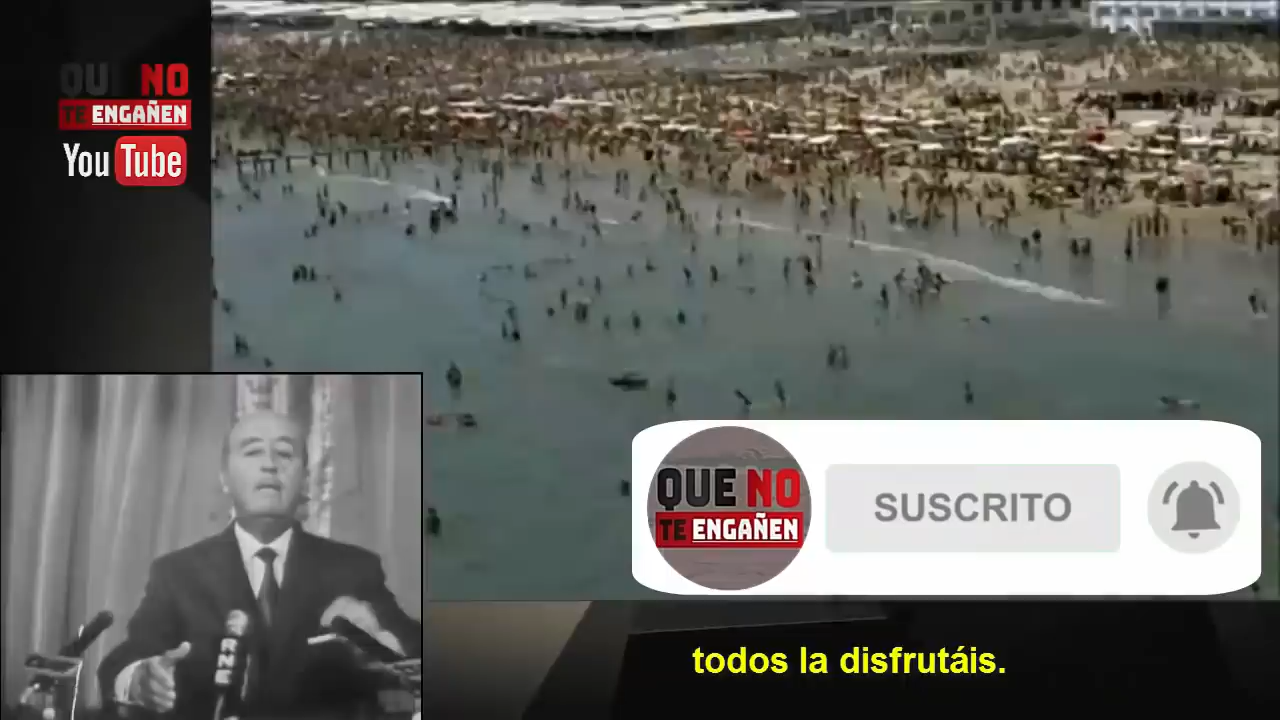 QUE NO
TE ENGAÑEN
YouTube
RNE
QUE NO
TE ENGAÑEN
SUSCRITO
todos la disfrutáis.